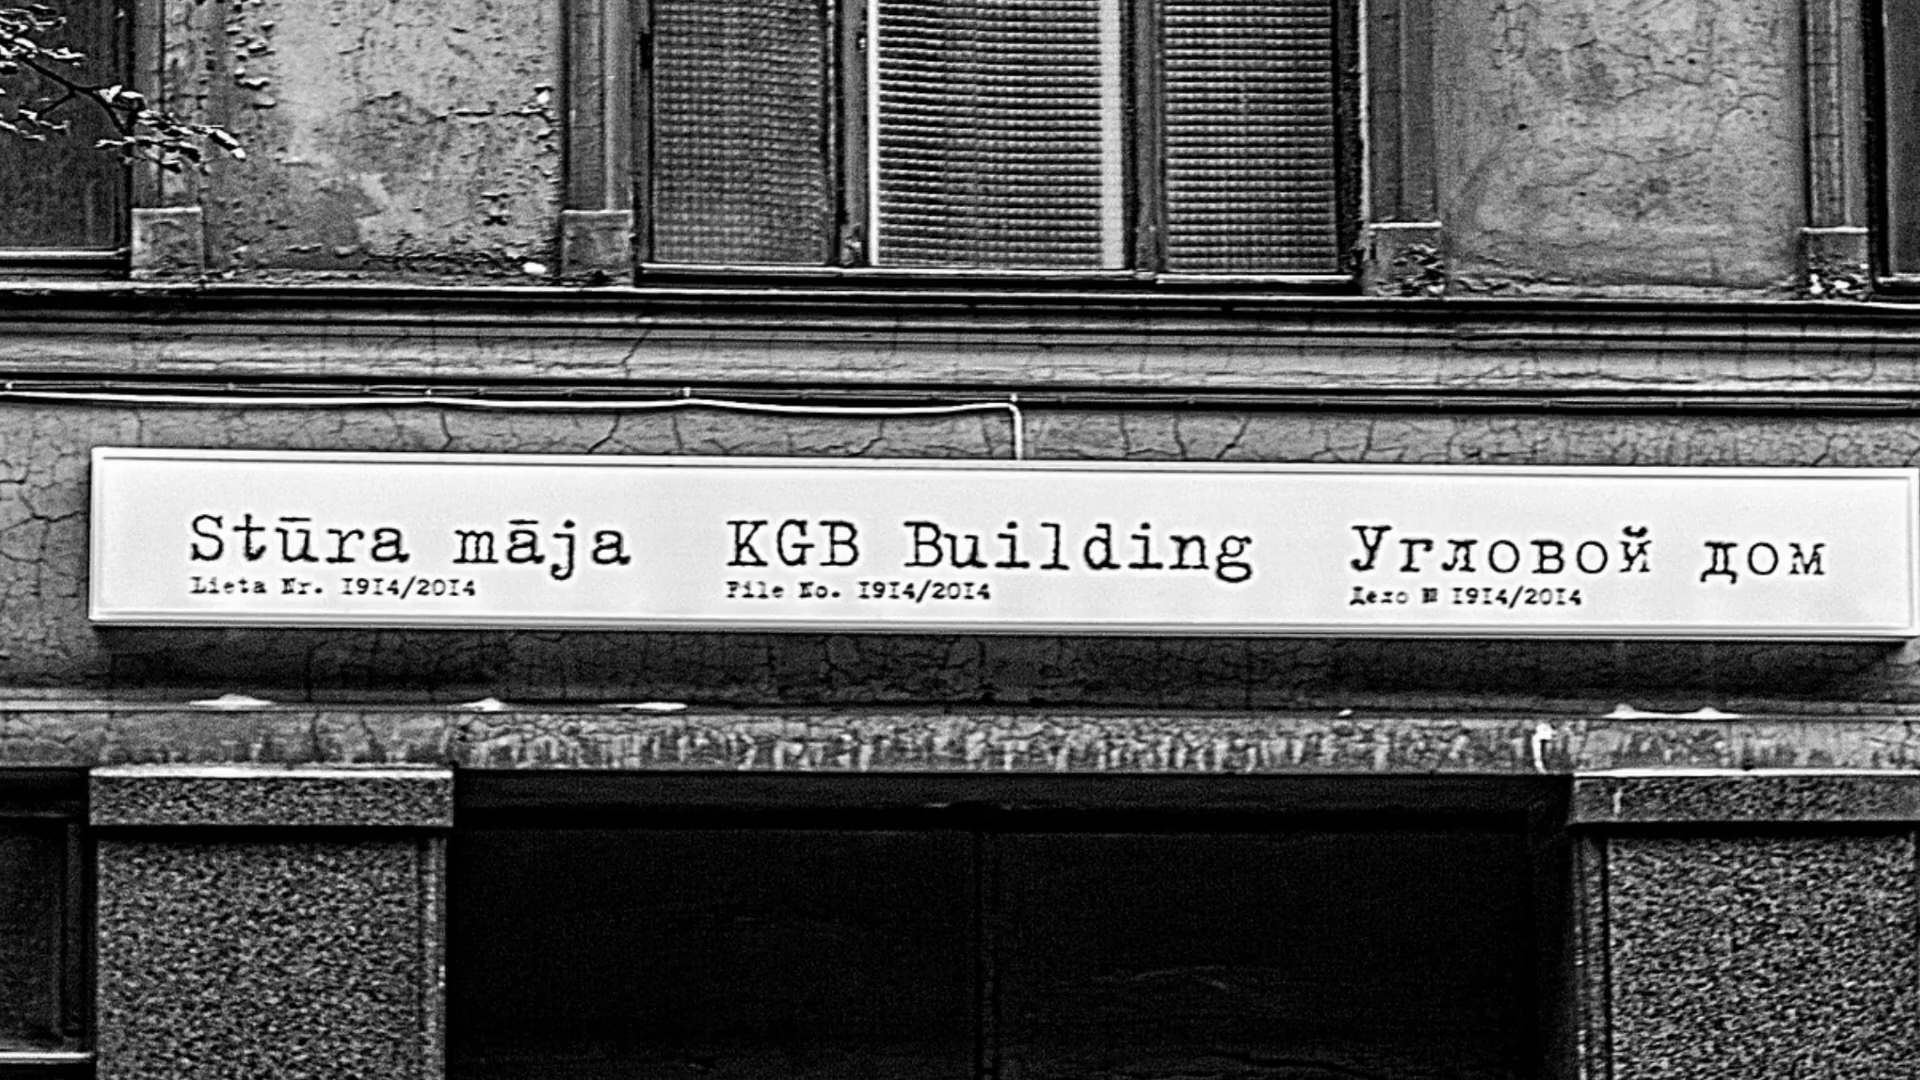 Stūra māja KGB Building Угловой дом
Lieta Nr. 1914/2014 File No. 1914/2014 Дело № 1914/2014